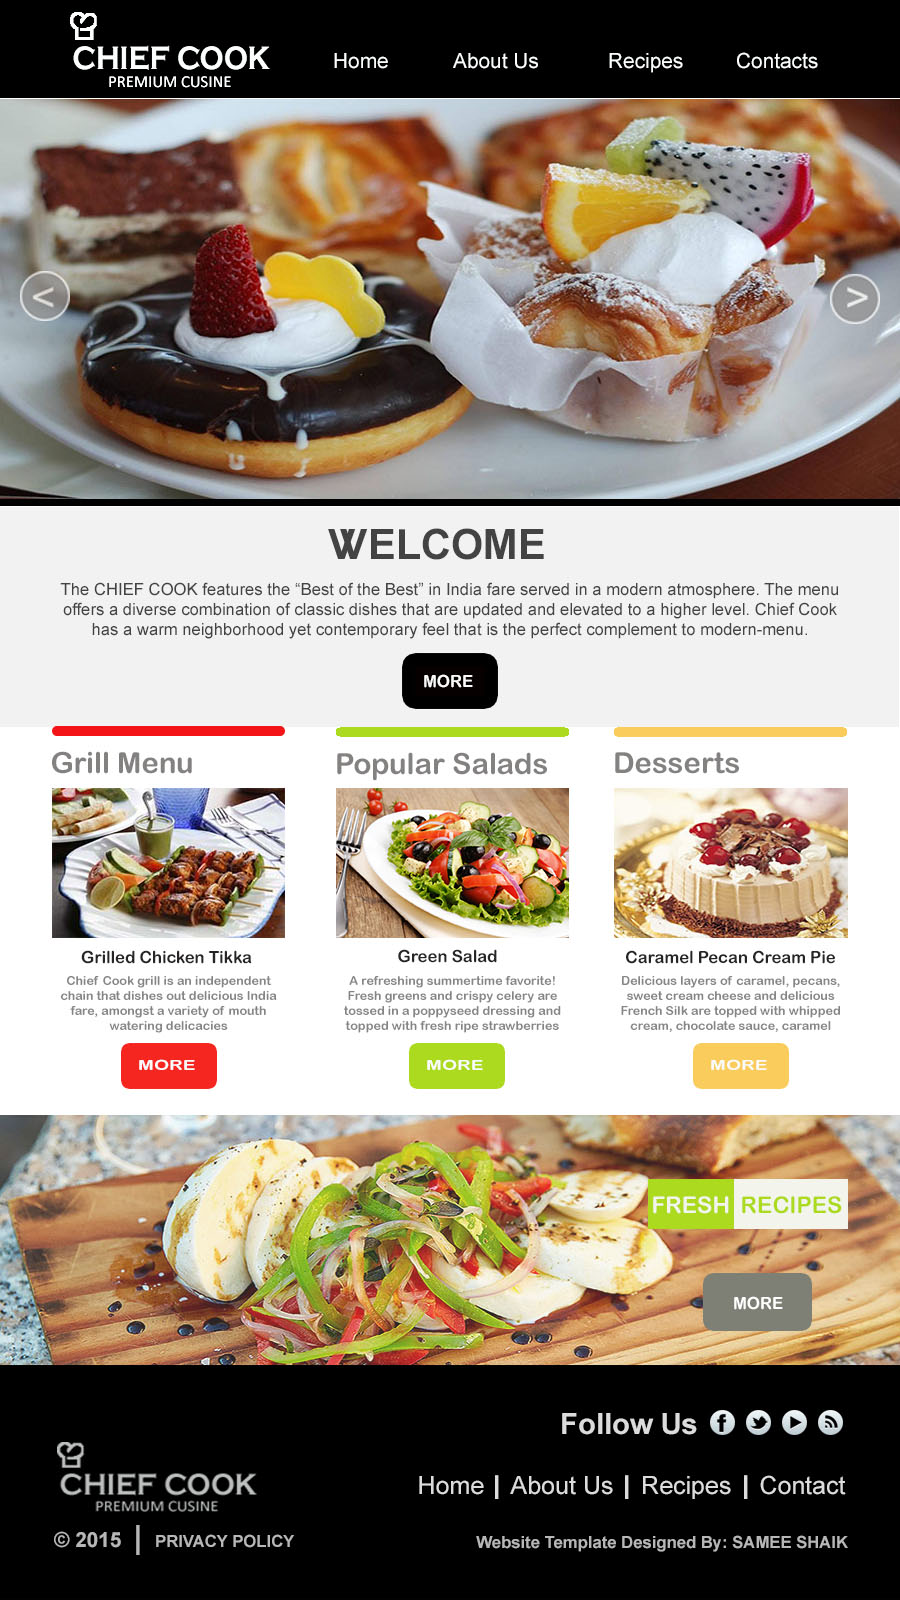 CHIEF COOK
PREMIUM CUSINE
Home About Us Recipes Contacts
<
>
WELCOME
The CHIEF COOK features the “Best of the Best” in India fare served in a modern atmosphere. The menu
offers a diverse combination of classic dishes that are updated and elevated to a higher level. Chief Cook
has a warm neighborhood yet contemporary feel that is the perfect complement to modern-menu.
MORE
Grill Menu
Grilled Chicken Tikka
Chief Cook grill is an independent
chain that dishes out delicious India
fare, amongst a variety of mouth
watering delicacies
MORE
Popular Salads
Green Salad
A refreshing summertime favorite!
Fresh greens and crispy celery are
tossed in a poppyseed dressing and
topped with fresh ripe strawberries
MORE
Desserts
Caramel Pecan Cream Pie
Delicious layers of caramel, pecans,
sweet cream cheese and delicious
French Silk are topped with whipped
cream, chocolate sauce, caramel
MORE
FRESH RECIPES
MORE
Follow Us
CHIEF COOK
PREMIUM CUSINE
Home | About Us | Recipes | Contact
© 2015 | PRIVACY POLICY
Website Template Designed By: SAMEE SHAIK